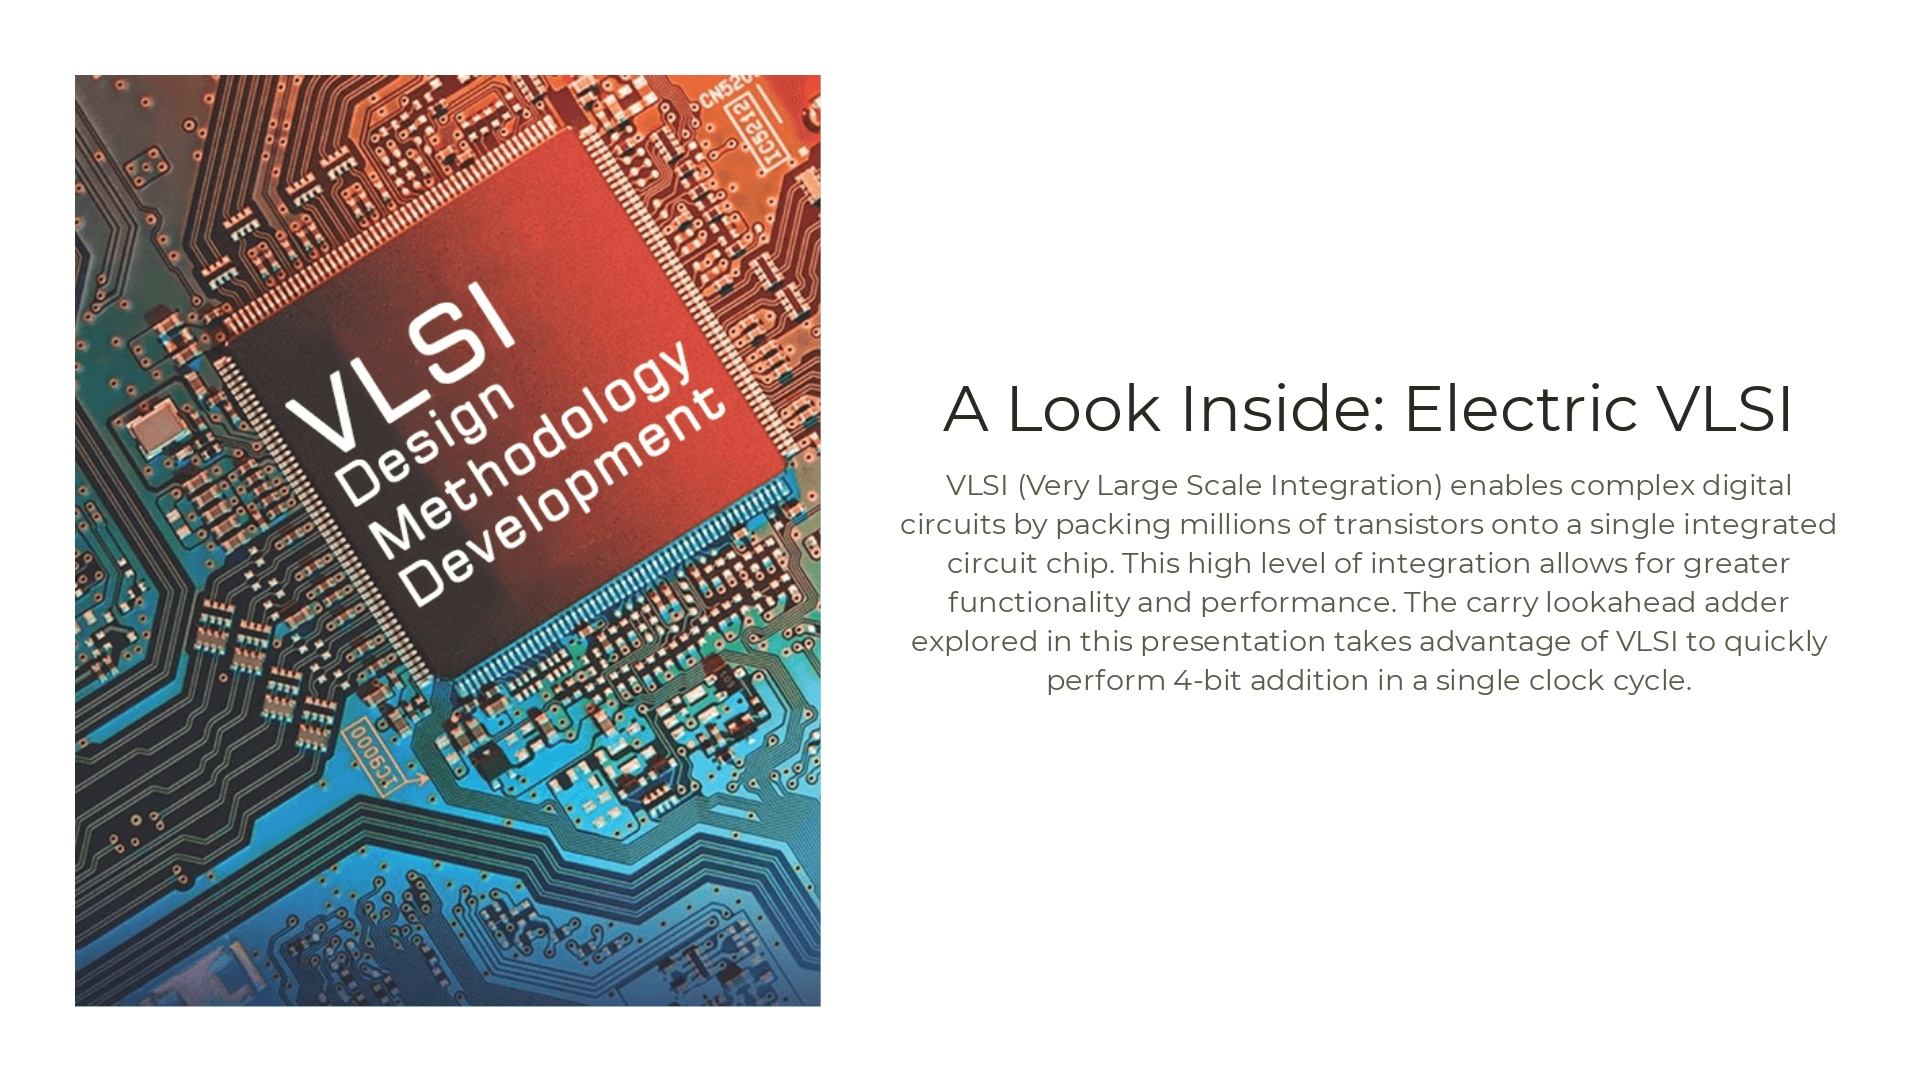 CN520
IC5212
VLSI
Design
Methodology
Development
IC9000
A Look Inside: Electric VLSI
VLSI (Very Large Scale Integration) enables complex digital
circuits by packing millions of transistors onto a single integrated
circuit chip. This high level of integration allows for greater
functionality and performance. The carry lookahead adder
explored in this presentation takes advantage of VLSI to quickly
perform 4-bit addition in a single clock cycle.